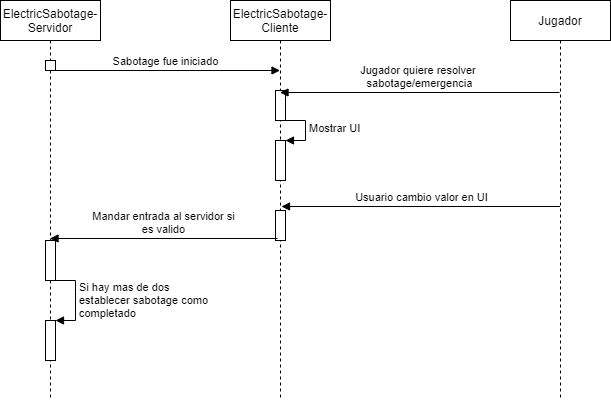 ElectricSabotage-
Servidor
ElectricSabotage-
Cliente
Jugador
Sabotage fue iniciado
Jugador quiere resolver
sabotage/emergencia
Mostrar UI
Usuario cambio valor en UI
Mandar entrada al servidor si
es valido
Si hay mas de dos
establecer sabotage como
completado